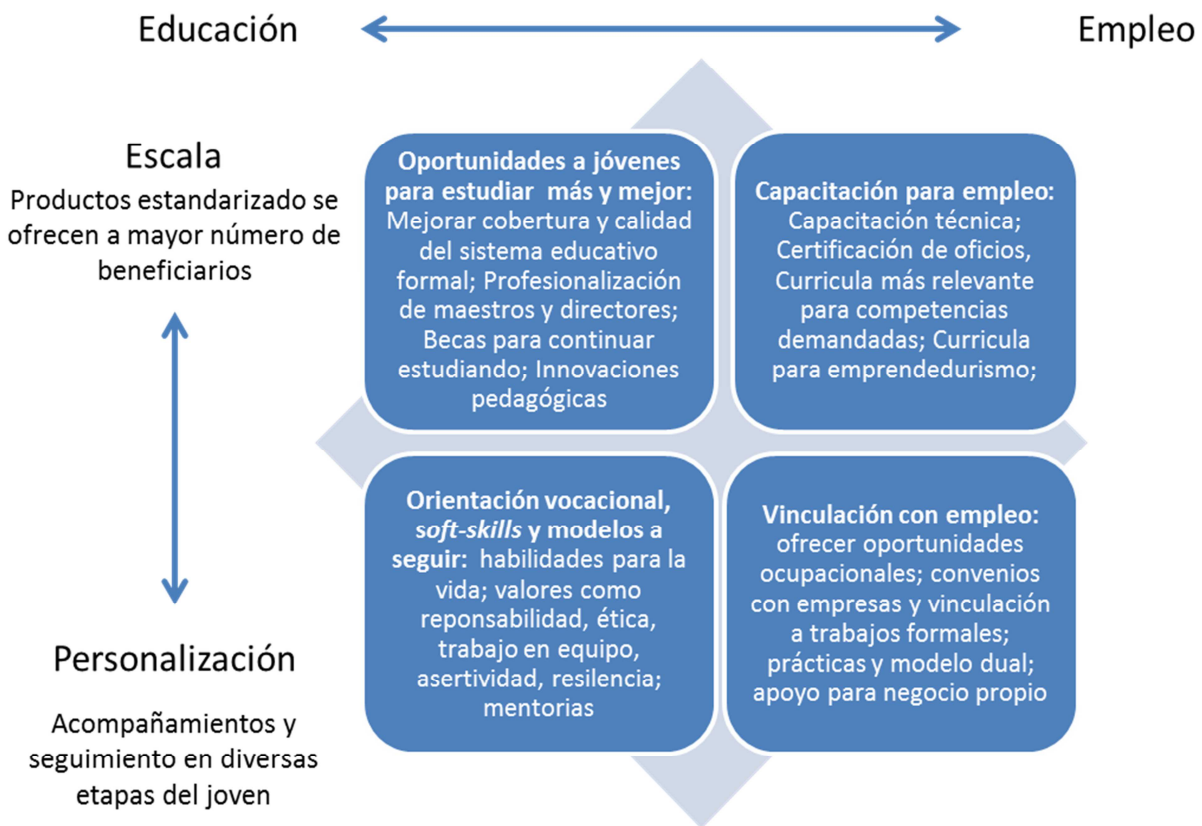 Educación
Empleo
Escala
Productos estandarizado se
ofrecen a mayor número de
beneficiarios
Oportunidades a jóvenes
para estudiar más y mejor:
Mejorar cobertura y calidad
del sistema educativo
formal; Profesionalización
de maestros y directores;
Becas para continuar
estudiando; Innovaciones
pedagógicas
Capacitación para empleo:
Capacitación técnica;
Certificación de oficios,
Curricula más relevante
para competencias
demandadas; Curricula
para emprendedurismo;
Personalización
Acompañamientos y
seguimiento en diversas
etapas del joven
Orientación vocacional,
soft-skills y modelos a
seguir: habilidades para la
vida; valores como
reponsabilidad, ética,
trabajo en equipo,
asertividad, resilencia;
mentorias
Vinculación con empleo:
ofrecer oportunidades
ocupacionales; convenios
con empresas y vinculación
a trabajos formales;
prácticas y modelo dual;
apoyo para negocio propio